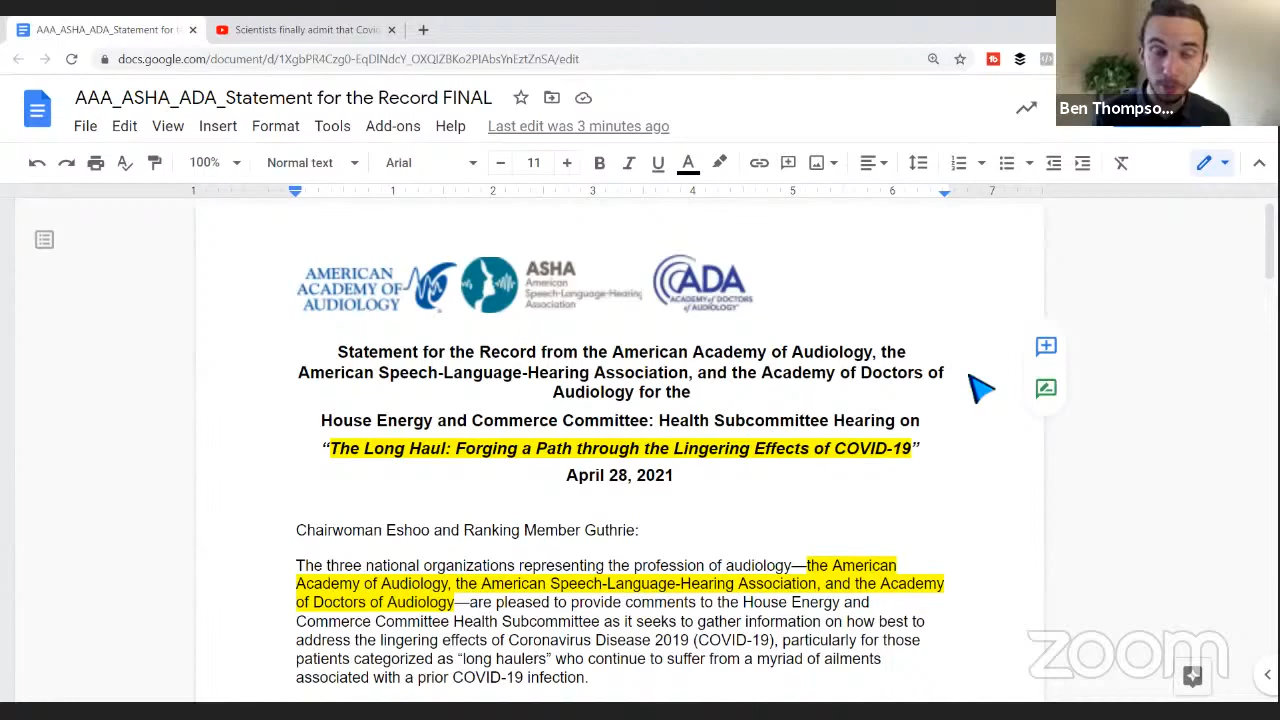 AAA_ASHA_ADA_Statement for t
Scientists finally admit that Covid
docs.google.com/document/d/1XgbPR4Czg0-EqDlNdcY_OXQIZBKo2PIAbsYnEztZnSA/edit
Ben Thompso...
AAA_ASHA_ADA_Statement for the Record FINAL
File Edit View Insert Format Tools Add-ons Help Last edit was 3 minutes ago
100% Normal text Arial 11
1 1 2 3 4 5 6 7
AMERICAN
ACADEMY OF
AUDIOLOGY
ASHA
American
Speech-Language-Hearing
Association
ADA
ACADEMY of DOCTORS
of AUDIOLOGY
Statement for the Record from the American Academy of Audiology, the
American Speech-Language-Hearing Association, and the Academy of Doctors of
Audiology for the
House Energy and Commerce Committee: Health Subcommittee Hearing on
“The Long Haul: Forging a Path through the Lingering Effects of COVID-19”
April 28, 2021
Chairwoman Eshoo and Ranking Member Guthrie:
The three national organizations representing the profession of audiology—the American
Academy of Audiology, the American Speech-Language-Hearing Association, and the Academy
of Doctors of Audiology—are pleased to provide comments to the House Energy and
Commerce Committee Health Subcommittee as it seeks to gather information on how best to
address the lingering effects of Coronavirus Disease 2019 (COVID-19), particularly for those
patients categorized as “long haulers” who continue to suffer from a myriad of ailments
associated with a prior COVID-19 infection.
zoom